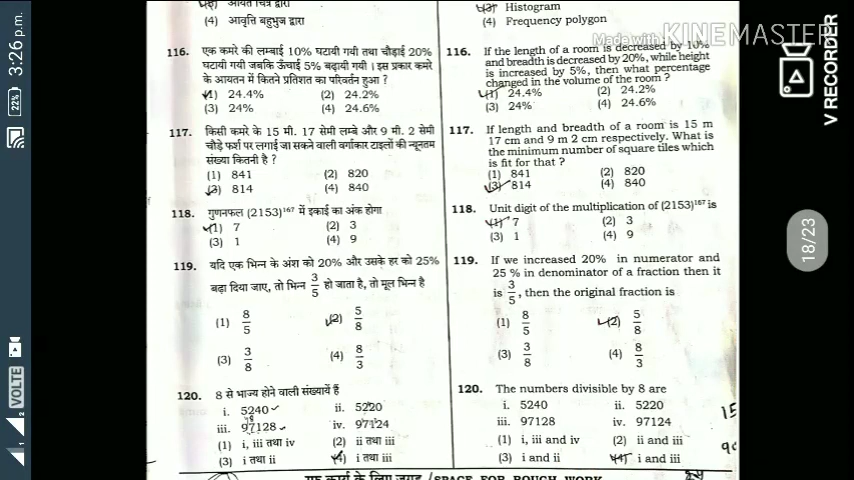 3:26 p.m.
22%
VOLTE
Made with KINEMASTER
V RECORDER
18/23
(3) आयत चित्र द्वारा
(4) आवृत्ति बहुभुज द्वारा
116. एक कमरे की लम्बाई 10% घटायी गयी तथा चौड़ाई 20%
घटायी गयी जबकि ऊँचाई 5% बढ़ायी गयी । इस प्रकार कमरे
के आयतन में कितने प्रतिशत का परिवर्तन हुआ ?
(1) 24.4% (2) 24.2%
(3) 24% (4) 24.6%
117. किसी कमरे के 15 मी. 17 सेमी लम्बे और 9 मी. 2 सेमी
चौड़े फर्श पर लगाई जा सकने वाली वर्गाकार टाइलों की न्यूनतम
संख्या कितनी है ?
(1) 841 (2) 820
(3) 814 (4) 840
118. गुणनफल (2153)¹⁶⁷ में इकाई का अंक होगा
(1) 7 (2) 3
(3) 1 (4) 9
119. यदि एक भिन्न के अंश को 20% और उसके हर को 25%
बढ़ा दिया जाए, तो भिन्न 3/5 हो जाता है, तो मूल भिन्न है
(1) 8/5 (2) 5/8
(3) 3/8 (4) 8/3
120. 8 से भाज्य होने वाली संख्यायें हैं
i. 5240 ii. 5220
iii. 97128 iv. 97124
(1) i, iii तथा iv (2) ii तथा iii
(3) i तथा ii (4) i तथा iii
(3) Histogram
(4) Frequency polygon
116. If the length of a room is decreased by 10%
and breadth is decreased by 20%, while height
is increased by 5%, then what percentage
changed in the volume of the room ?
(1) 24.4% (2) 24.2%
(3) 24% (4) 24.6%
117. If length and breadth of a room is 15 m
17 cm and 9 m 2 cm respectively. What is
the minimum number of square tiles which
is fit for that ?
(1) 841 (2) 820
(3) 814 (4) 840
118. Unit digit of the multiplication of (2153)¹⁶⁷ is
(1) 7 (2) 3
(3) 1 (4) 9
119. If we increased 20% in numerator and
25 % in denominator of a fraction then it
is 3/5, then the original fraction is
(1) 8/5 (2) 5/8
(3) 3/8 (4) 8/3
120. The numbers divisible by 8 are
i. 5240 ii. 5220
iii. 97128 iv. 97124
(1) i, iii and iv (2) ii and iii
(3) i and ii (4) i and iii
रफ कार्य के लिए जगह /SPACE FOR ROUGH WORK